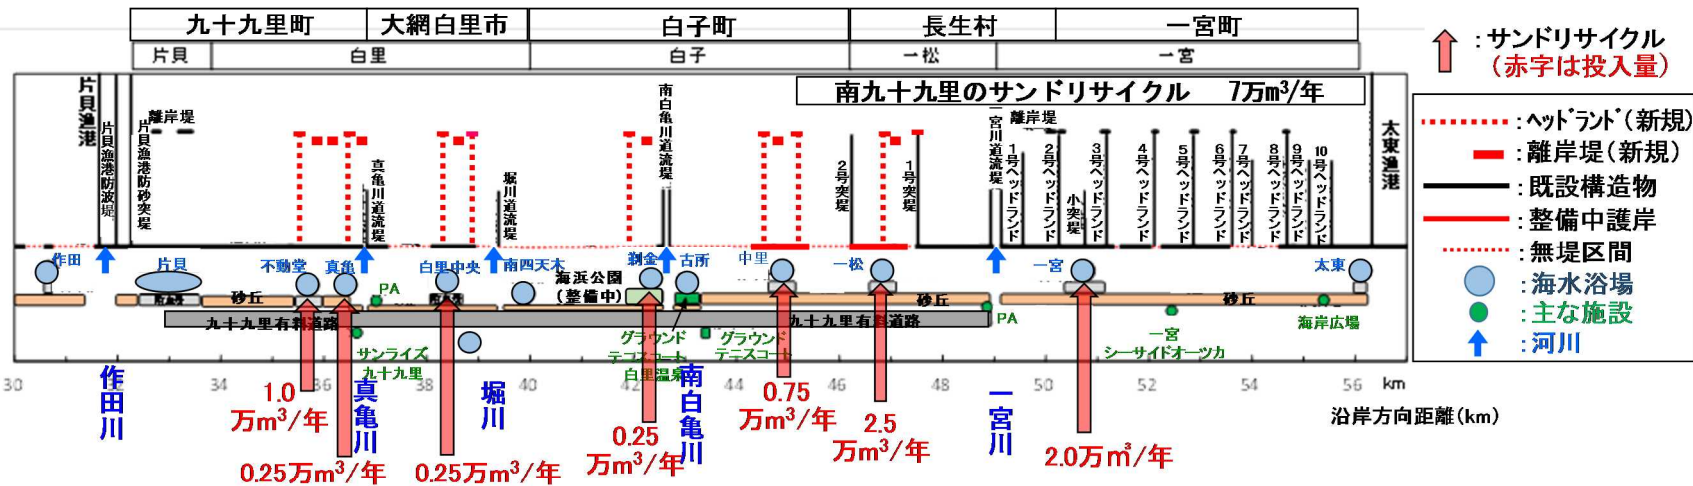 九十九里町
大網白里市
白子町
長生村
一宮町
片貝
白里
白子
一松
一宮
:サンドリサイクル
(赤字は投入量)
南九十九里のサンドリサイクル 7万m³/年
片貝漁港
片貝漁港防波堤
片貝漁港防砂突堤
離岸堤
真亀川導流堤
堀川導流堤
南白亀川導流堤
2号突堤
1号突堤
一宮川導流堤
離岸堤
1号ヘッドランド
2号ヘッドランド
小突堤
3号ヘッドランド
4号ヘッドランド
5号ヘッドランド
6号ヘッドランド
7号ヘッドランド
8号ヘッドランド
9号ヘッドランド
10号ヘッドランド
太東漁港
:ヘッドランド(新規)
:離岸堤(新規)
:既設構造物
:整備中護岸
:無堤区間
:海水浴場
:主な施設
:河川
作田
片貝
不動堂
真亀
白里中央
南四天木
海浜公園
(整備中)
剃金
古所
中里
一松
一宮
太東
砂丘
PA
砂丘
砂丘
九十九里有料道路
九十九里有料道路
PA
サンライズ
九十九里
グラウンド
テニスコート
白里温泉
グラウンド
テニスコート
一宮
シーサイドオーツカ
海岸広場
30 32 34 36 38 40 42 44 46 48 50 52 54 56 km
沿岸方向距離(km)
作田川
真亀川
堀川
南白亀川
一宮川
1.0
万m³/年
0.25万m³/年
0.25万m³/年
0.25
万m³/年
0.75
万m³/年
2.5
万m³/年
2.0万㎥/年